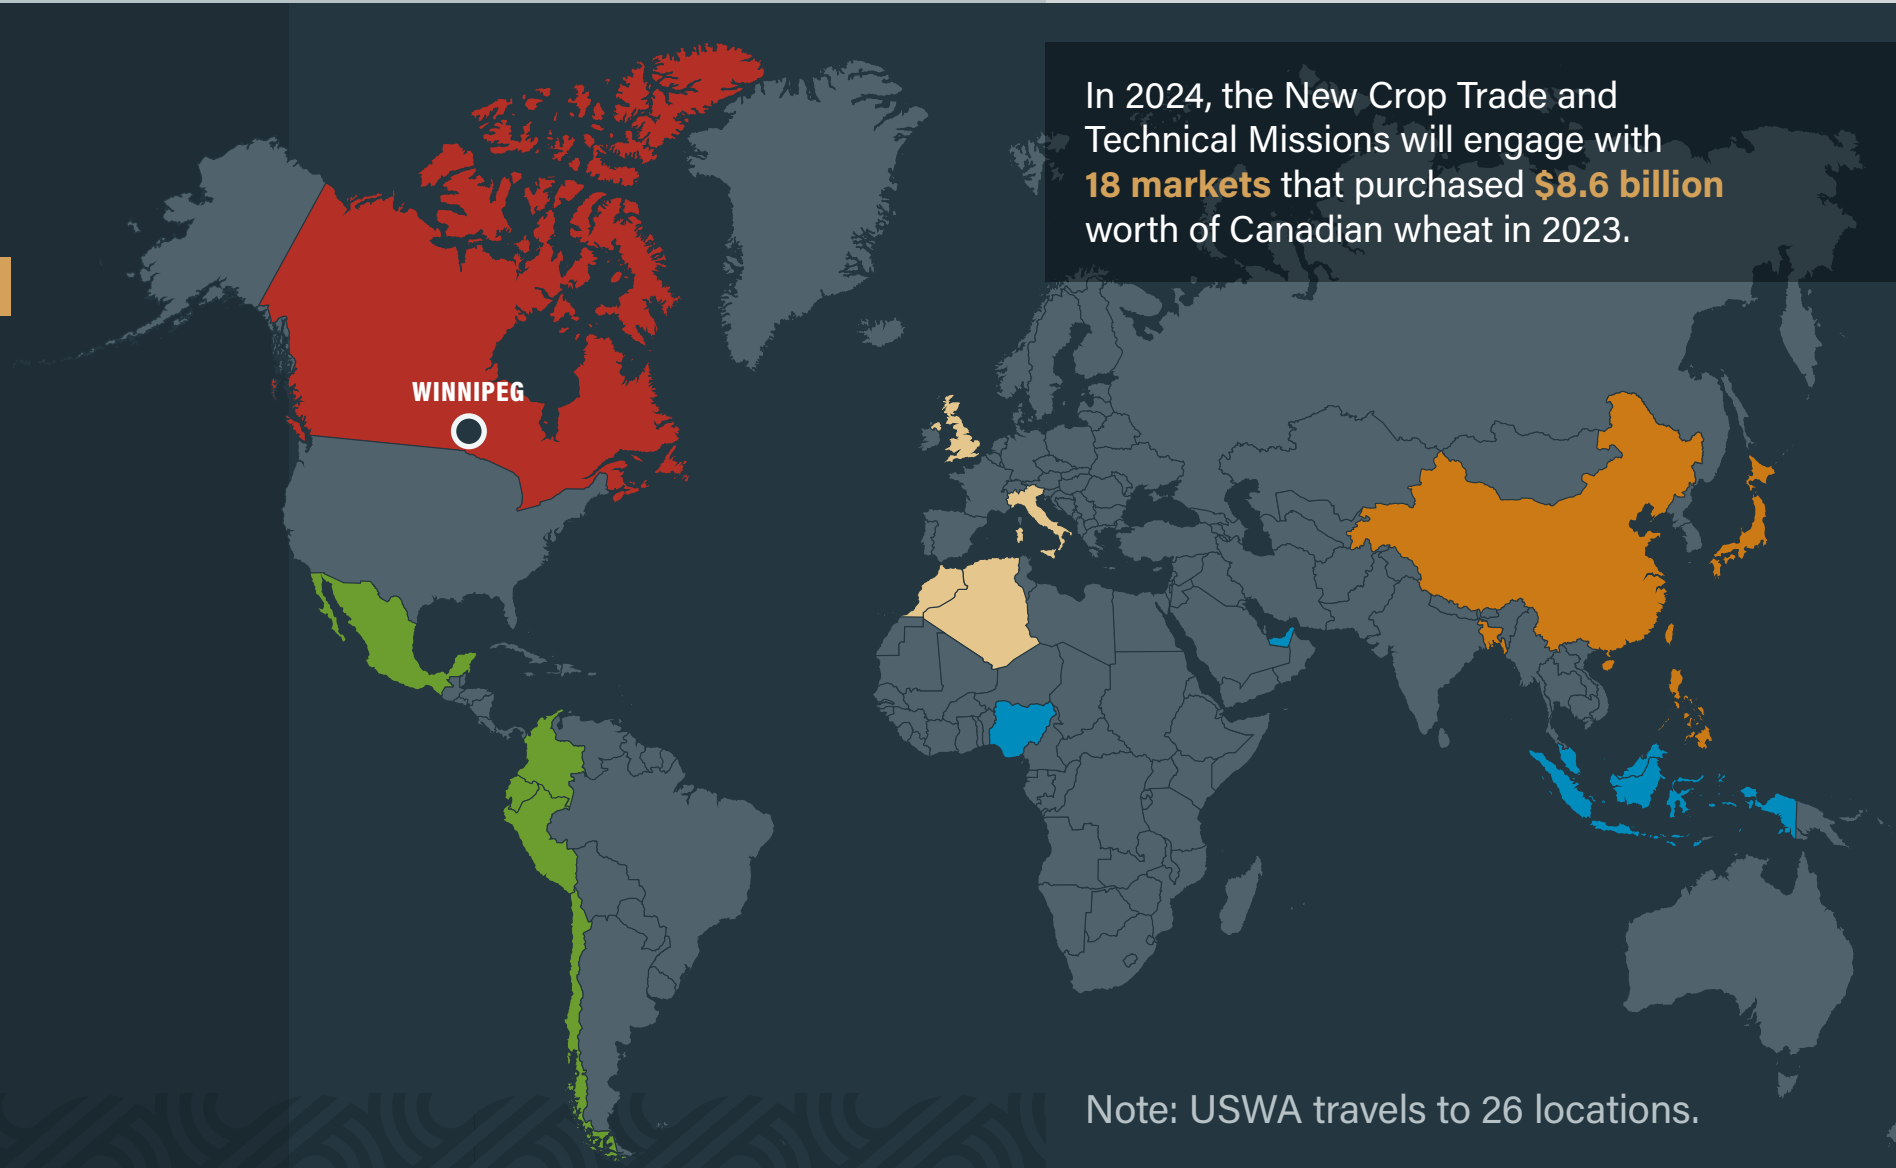 In 2024, the New Crop Trade and
Technical Missions will engage with
18 markets that purchased $8.6 billion
worth of Canadian wheat in 2023.
WINNIPEG
Note: USWA travels to 26 locations.